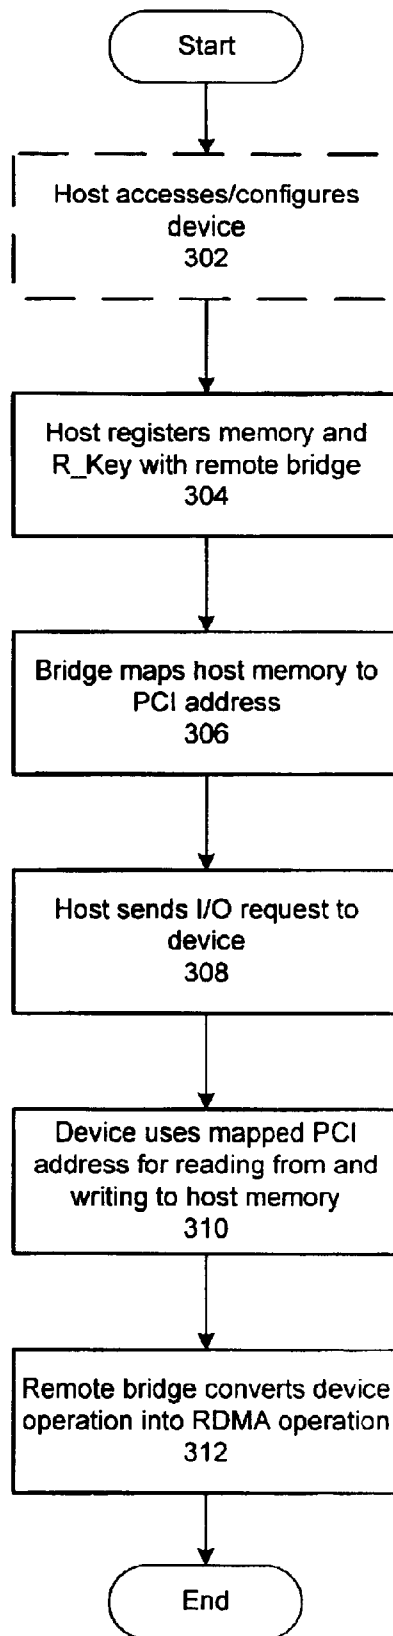 Start
Host accesses/configures
device
302
Host registers memory and
R_Key with remote bridge
304
Bridge maps host memory to
PCI address
306
Host sends I/O request to
device
308
Device uses mapped PCI
address for reading from and
writing to host memory
310
Remote bridge converts device
operation into RDMA operation
312
End